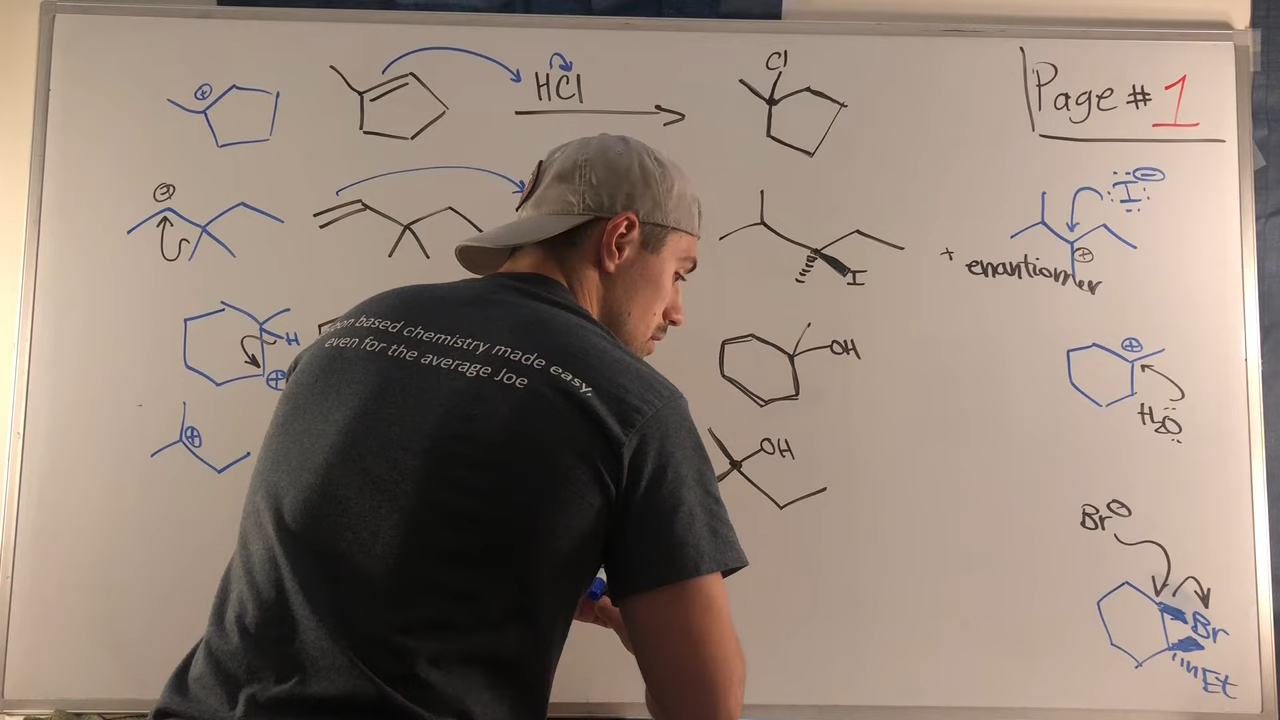 Page # 1
HCl
Cl
I
+ enantiomer
I
H
OH
H₂O
OH
Br
Br
Et
bon based chemistry made easy,
even for the average Joe